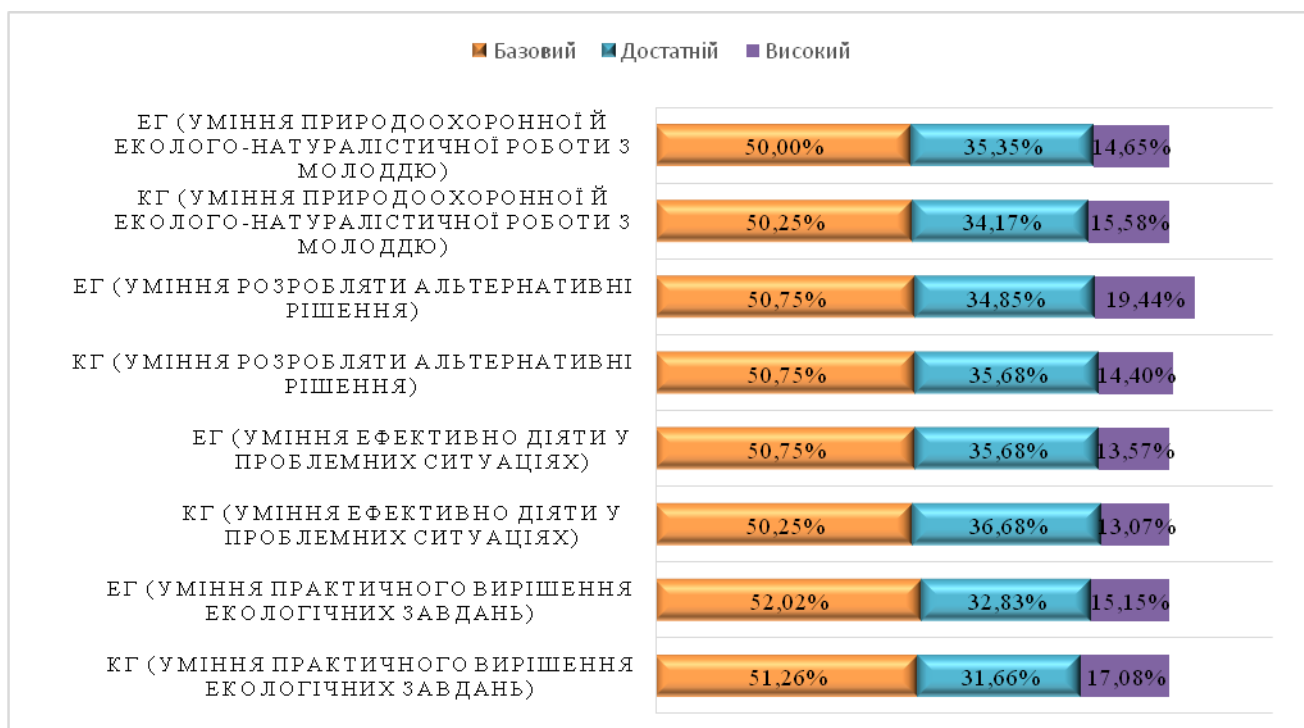 Базовий Достатній Високий
ЕГ (УМІННЯ ПРИРОДООХОРОННОЇ Й
ЕКОЛОГО-НАТУРАЛІСТИЧНОЇ РОБОТИ З
МОЛОДДЮ)
50,00% 35,35% 14,65%
КГ (УМІННЯ ПРИРОДООХОРОННОЇ Й
ЕКОЛОГО-НАТУРАЛІСТИЧНОЇ РОБОТИ З
МОЛОДДЮ)
50,25% 34,17% 15,58%
ЕГ (УМІННЯ РОЗРОБЛЯТИ АЛЬТЕРНАТИВНІ
РІШЕННЯ)
50,75% 34,85% 19,44%
КГ (УМІННЯ РОЗРОБЛЯТИ АЛЬТЕРНАТИВНІ
РІШЕННЯ)
50,75% 35,68% 14,40%
ЕГ (УМІННЯ ЕФЕКТИВНО ДІЯТИ У
ПРОБЛЕМНИХ СИТУАЦІЯХ)
50,75% 35,68% 13,57%
КГ (УМІННЯ ЕФЕКТИВНО ДІЯТИ У
ПРОБЛЕМНИХ СИТУАЦІЯХ)
50,25% 36,68% 13,07%
ЕГ (УМІННЯ ПРАКТИЧНОГО ВИРІШЕННЯ
ЕКОЛОГІЧНИХ ЗАВДАНЬ)
52,02% 32,83% 15,15%
КГ (УМІННЯ ПРАКТИЧНОГО ВИРІШЕННЯ
ЕКОЛОГІЧНИХ ЗАВДАНЬ)
51,26% 31,66% 17,08%